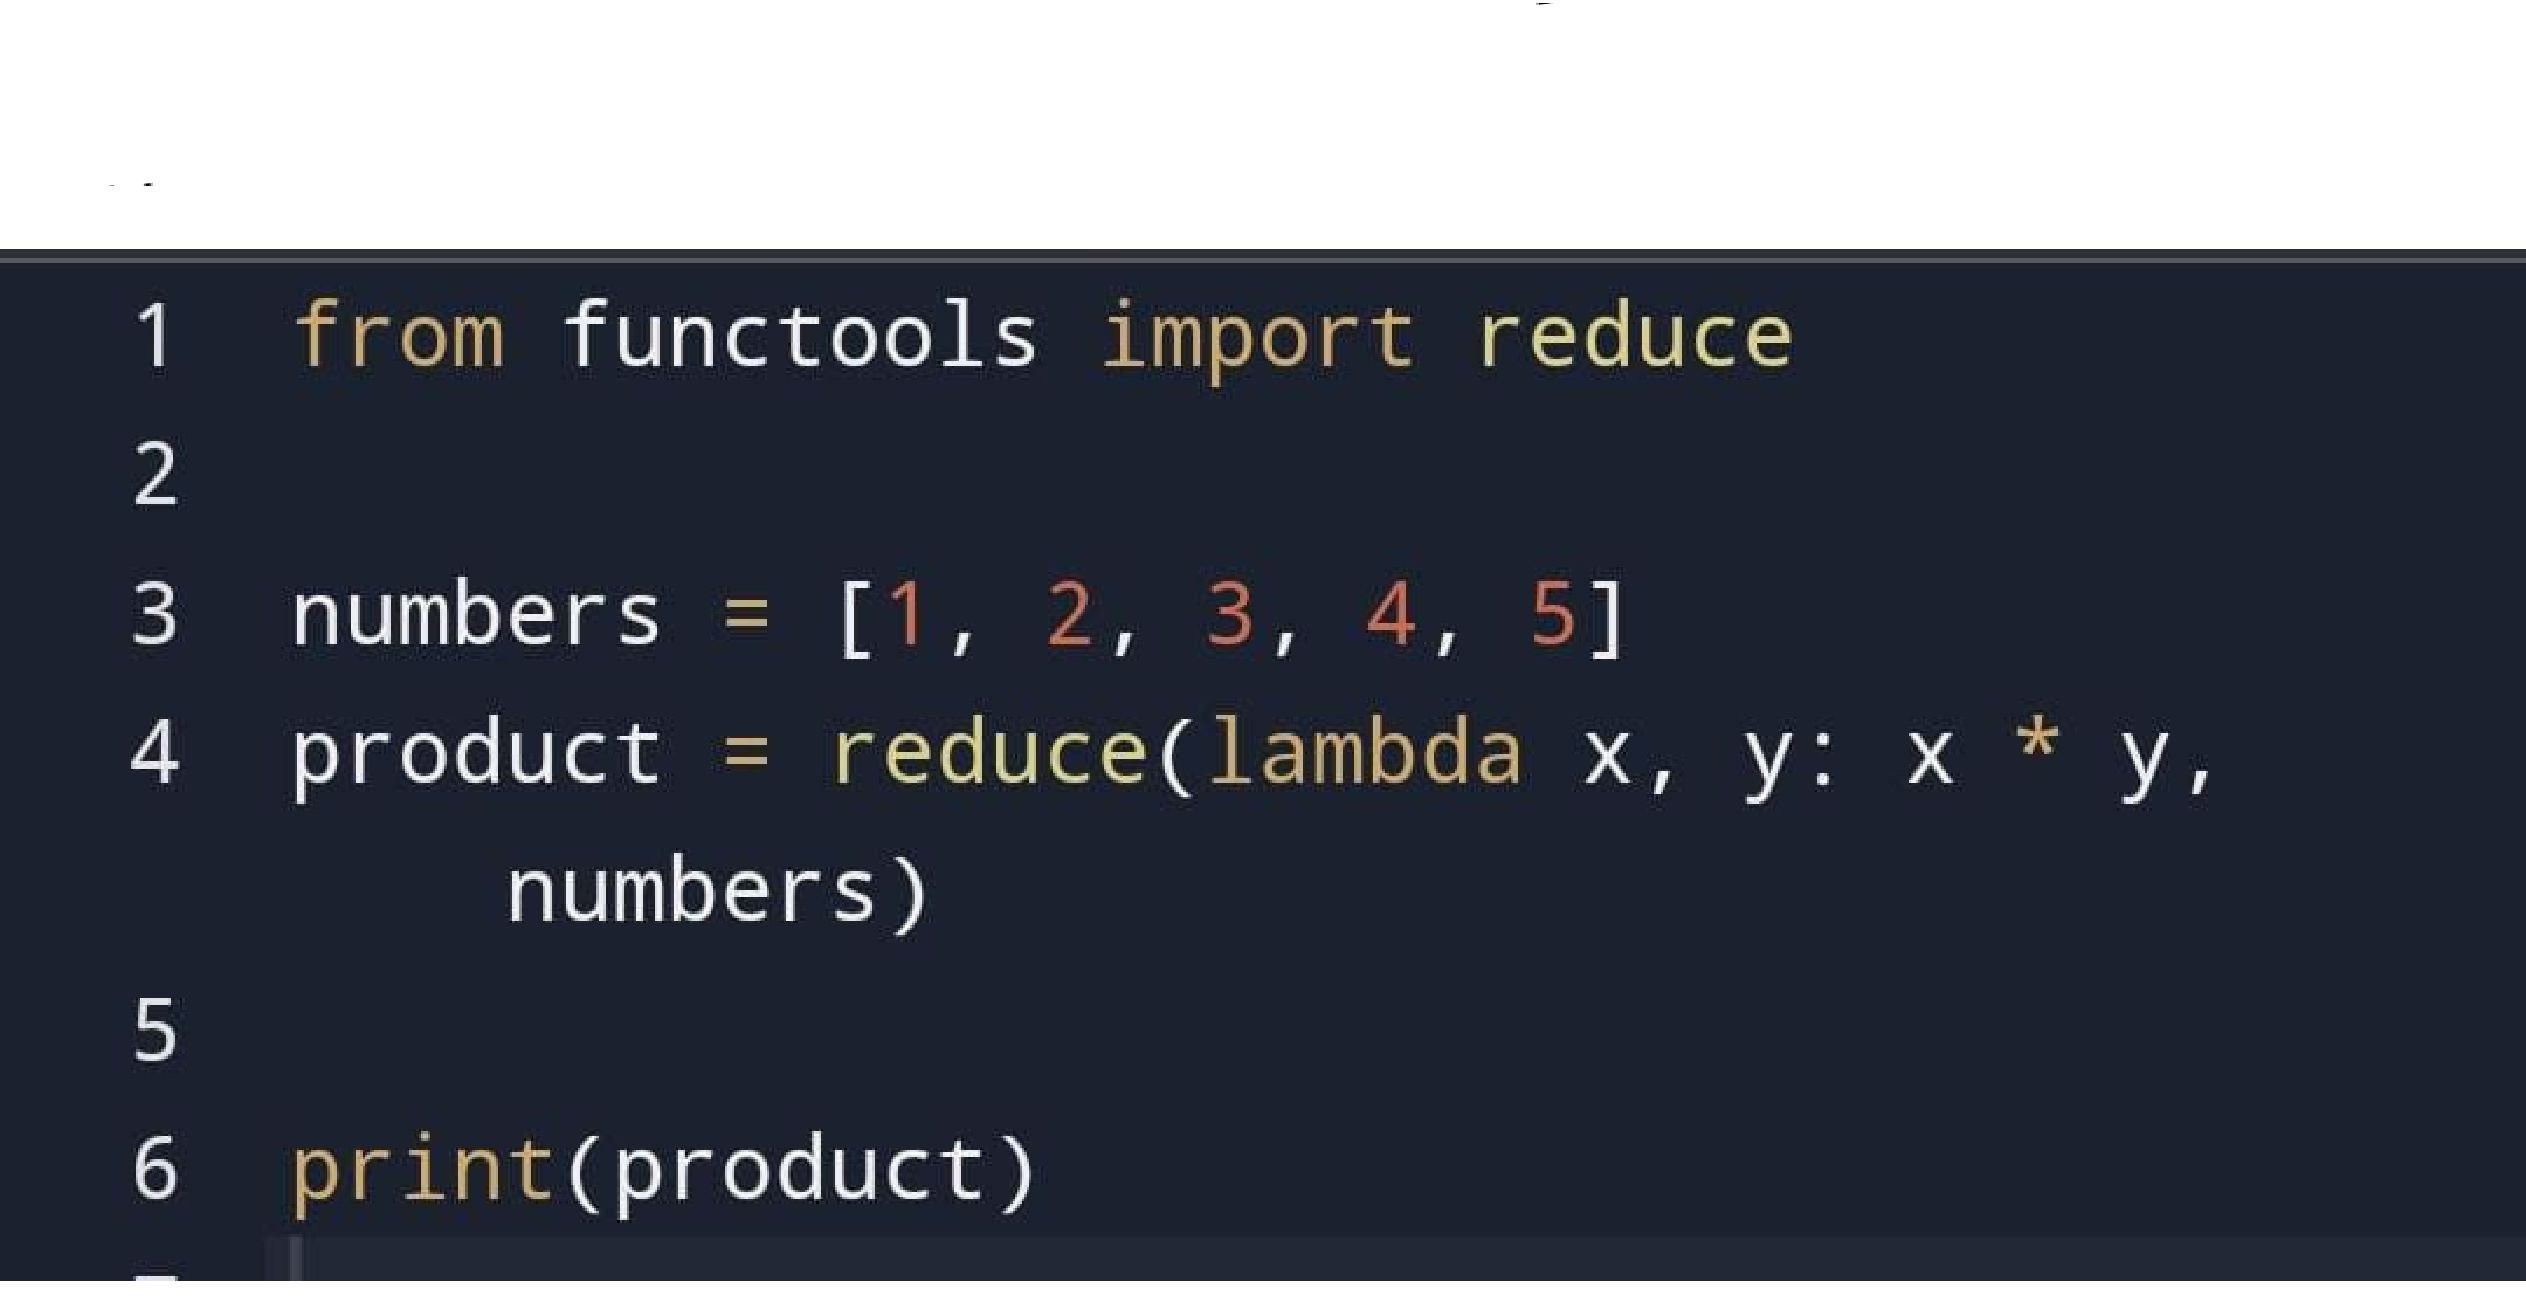 1 from functools import reduce
2
3 numbers = [1, 2, 3, 4, 5]
4 product = reduce(lambda x, y: x * y,
numbers)
5
6 print(product)